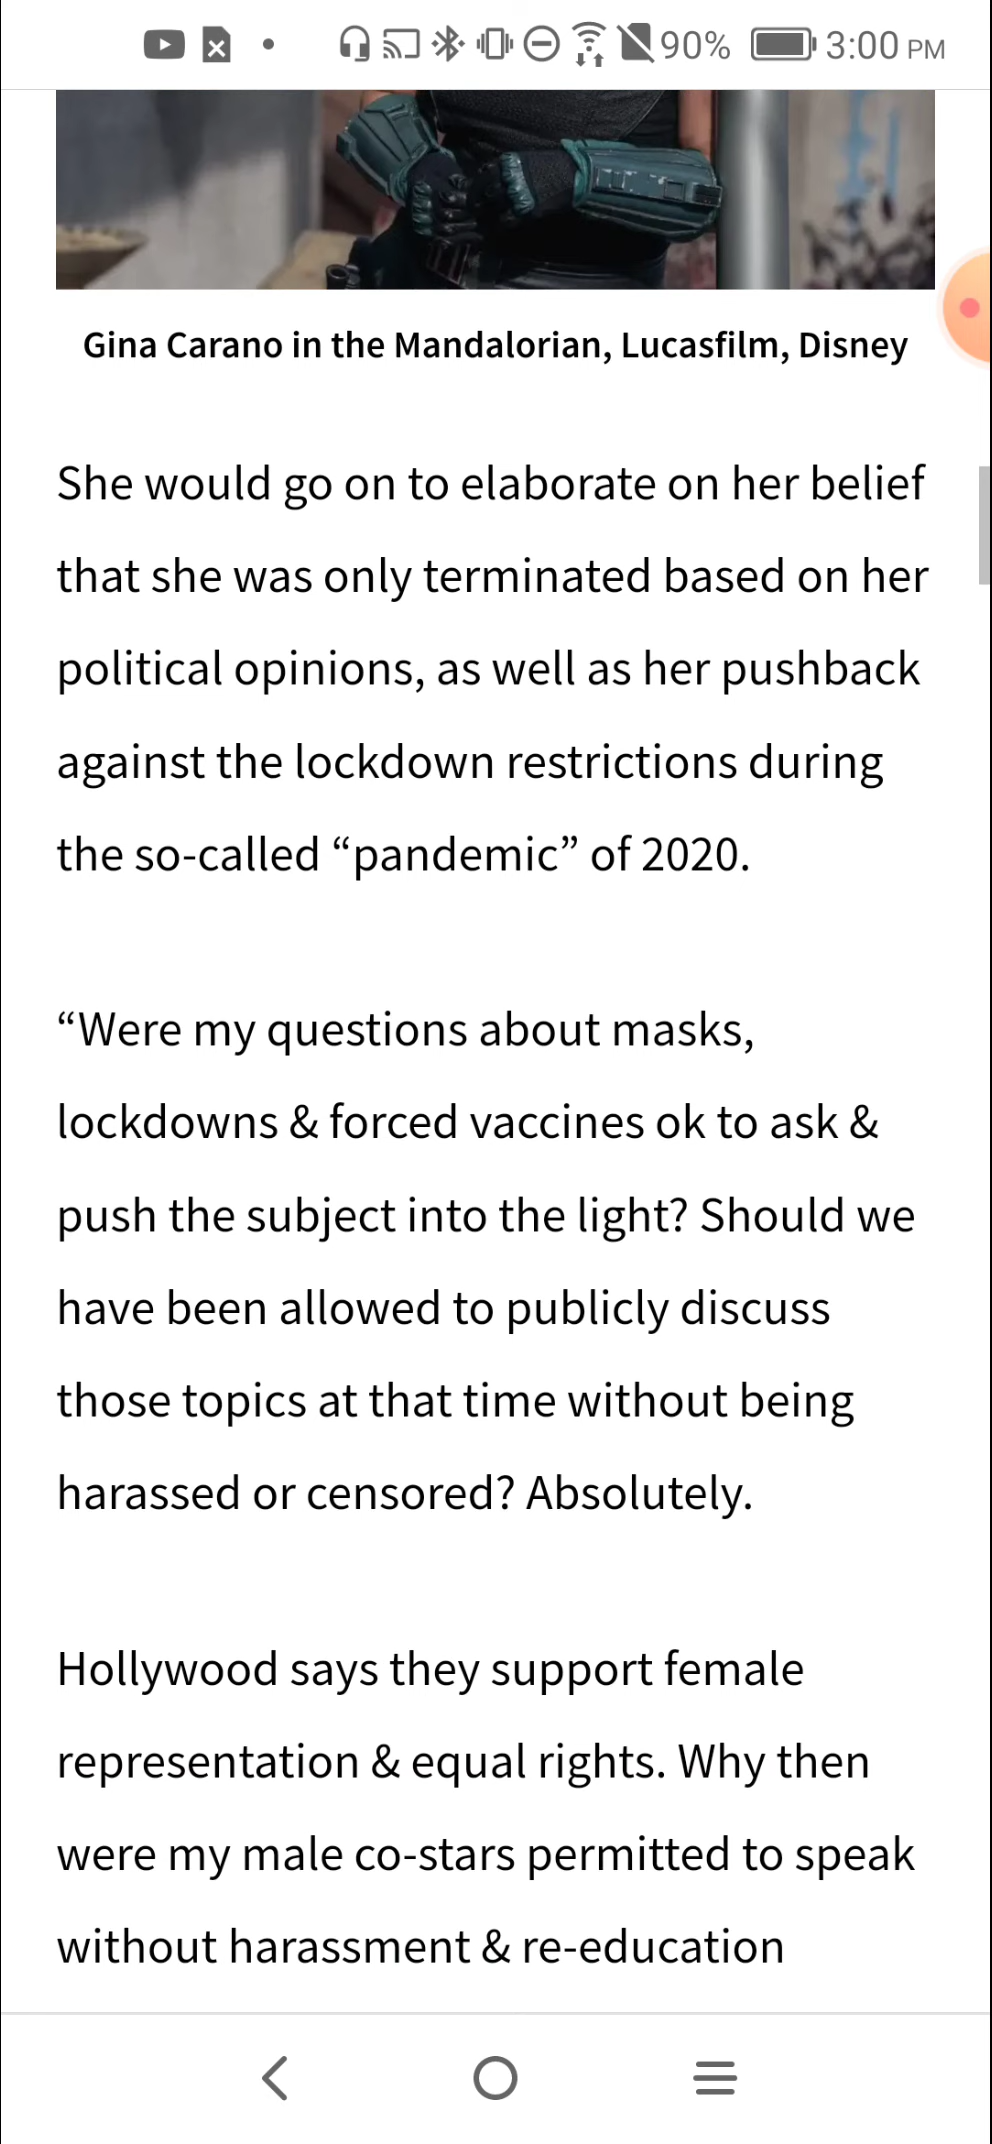 90% 3:00 PM
Gina Carano in the Mandalorian, Lucasfilm, Disney
She would go on to elaborate on her belief
that she was only terminated based on her
political opinions, as well as her pushback
against the lockdown restrictions during
the so-called “pandemic” of 2020.
“Were my questions about masks,
lockdowns & forced vaccines ok to ask &
push the subject into the light? Should we
have been allowed to publicly discuss
those topics at that time without being
harassed or censored? Absolutely.
Hollywood says they support female
representation & equal rights. Why then
were my male co-stars permitted to speak
without harassment & re-education